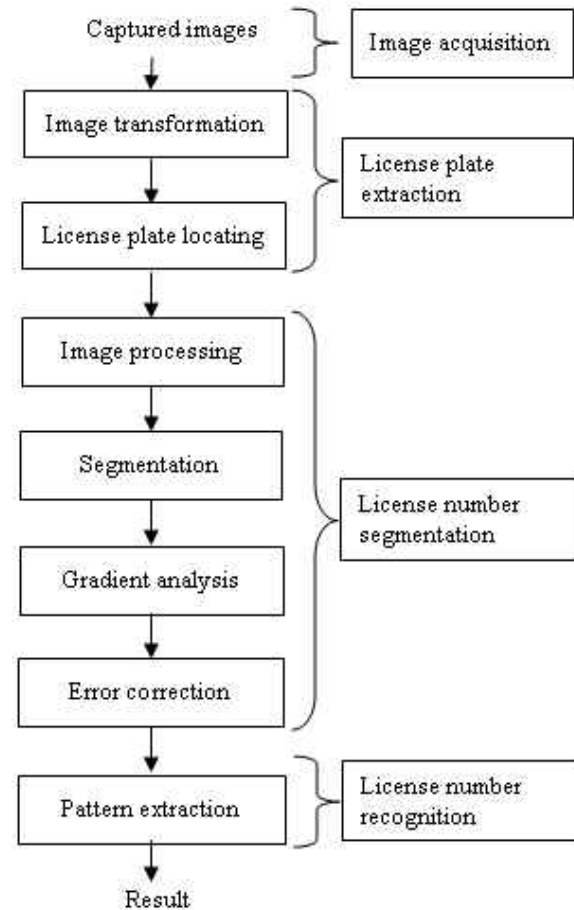 Captured images
Image acquisition
Image transformation
License plate
extraction
License plate locating
Image processing
Segmentation
License number
segmentation
Gradient analysis
Error correction
Pattern extraction
License number
recognition
Result